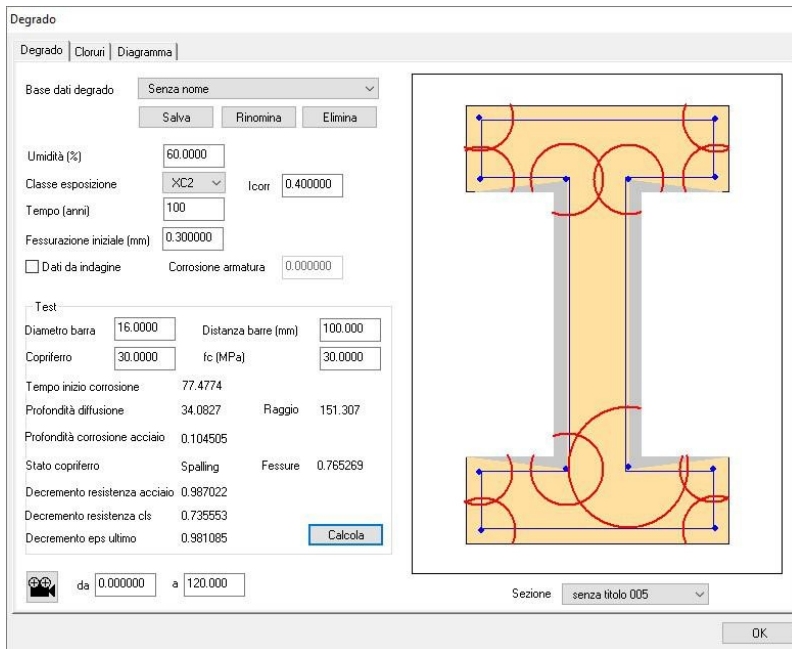 Degrado
Degrado Cloruri Diagramma
Base dati degrado Senza nome
Salva Rinomina Elimina
Umidità (%) 60.0000
Classe esposizione XC2 Icorr 0.400000
Tempo (anni) 100
Fessurazione iniziale (mm) 0.300000
Dati da indagine Corrosione armatura 0.000000
Test
Diametro barra 16.0000 Distanza barre (mm) 100.000
Copriferro 30.0000 fc (MPa) 30.0000
Tempo inizio corrosione 77.4774
Profondità diffusione 34.0827 Raggio 151.307
Profondità corrosione acciaio 0.104505
Stato copriferro Spalling Fessure 0.765269
Decremento resistenza acciaio 0.987022
Decremento resistenza cls 0.735553
Decremento eps ultimo 0.981085 Calcola
da 0.000000 a 120.000
Sezione senza titolo 005
OK